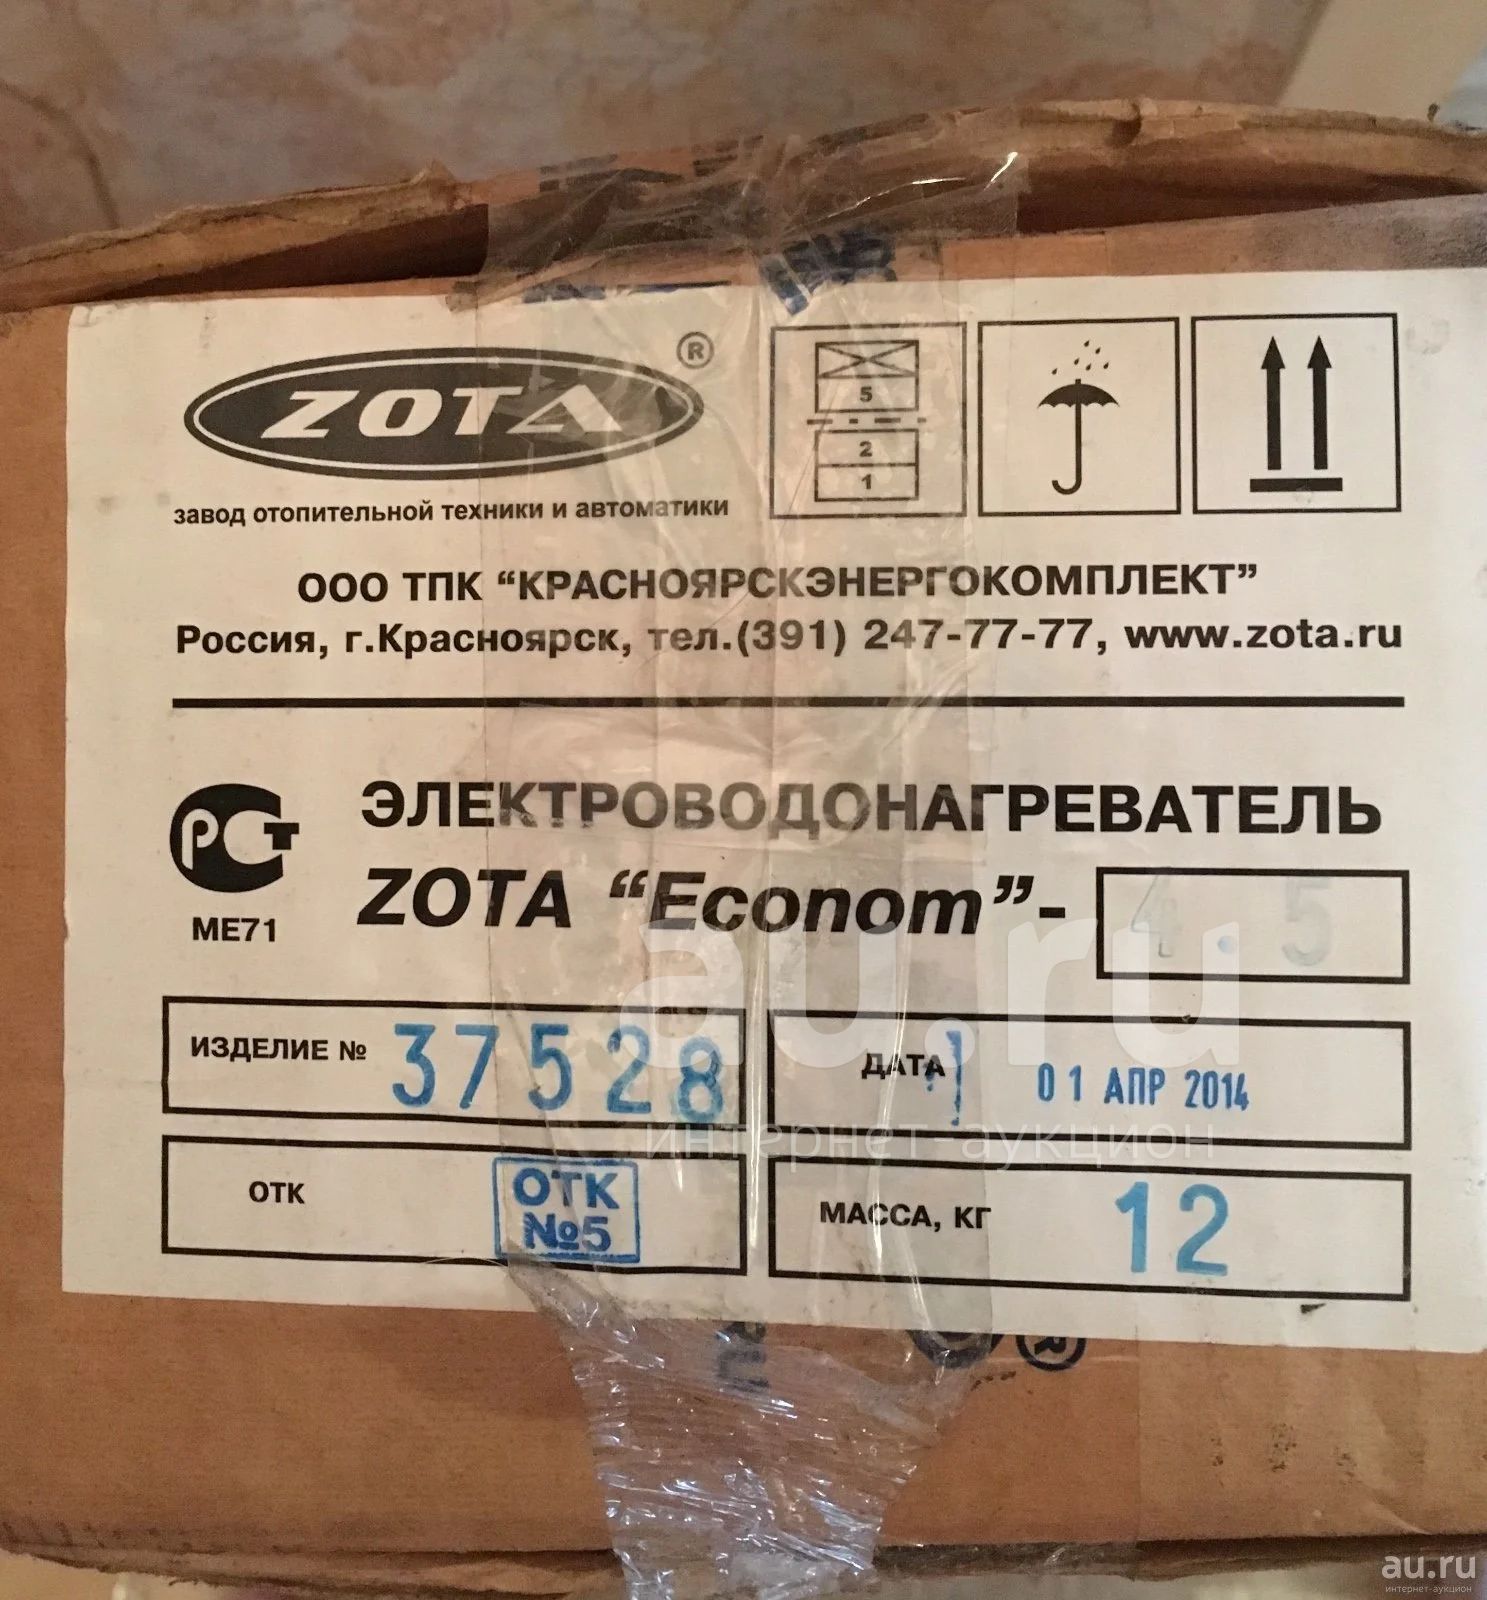 ZOTA ®
завод отопительной техники и автоматики
5
2
1
ООО ТПК “КРАСНОЯРСКЭНЕРГОКОМПЛЕКТ”
Россия, г.Красноярск, тел.(391) 247-77-77, www.zota.ru
РСТ
МЕ71
ЭЛЕКТРОВОДОНАГРЕВАТЕЛЬ
ZOTA “Econom”- 4.5
au.ru
ИЗДЕЛИЕ № 37528
ДАТА 01 АПР 2014
интернет-аукцион
ОТК
ОТК
№5
МАССА, КГ 12
au.ru
интернет-аукцион